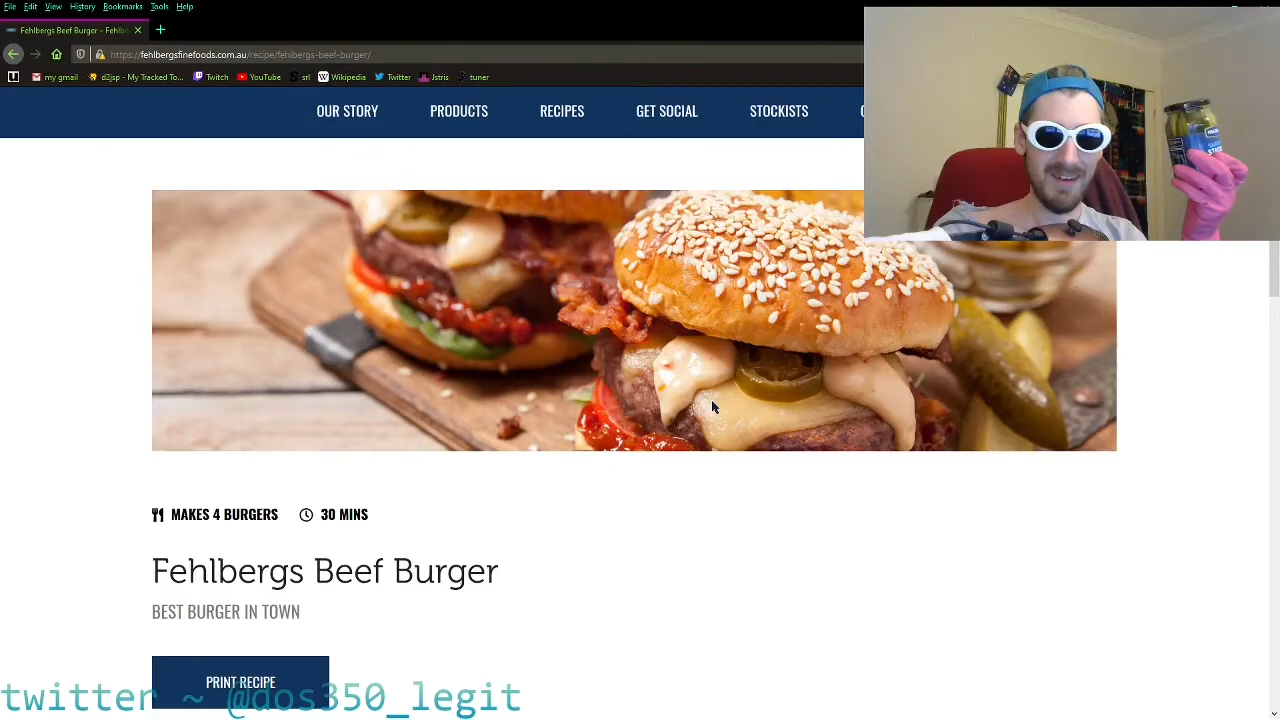 File Edit View History Bookmarks Tools Help
Fehlbergs Beef Burger – Fehlb
https://fehlbergsfinefoods.com.au/recipe/fehlbergs-beef-burger/
my gmail d2jsp - My Tracked To... Twitch YouTube srl Wikipedia Twitter Jstris tuner
OUR STORY PRODUCTS RECIPES GET SOCIAL STOCKISTS
MAKES 4 BURGERS 30 MINS
Fehlbergs Beef Burger
BEST BURGER IN TOWN
PRINT RECIPE
twitter ~ @dos350_legit